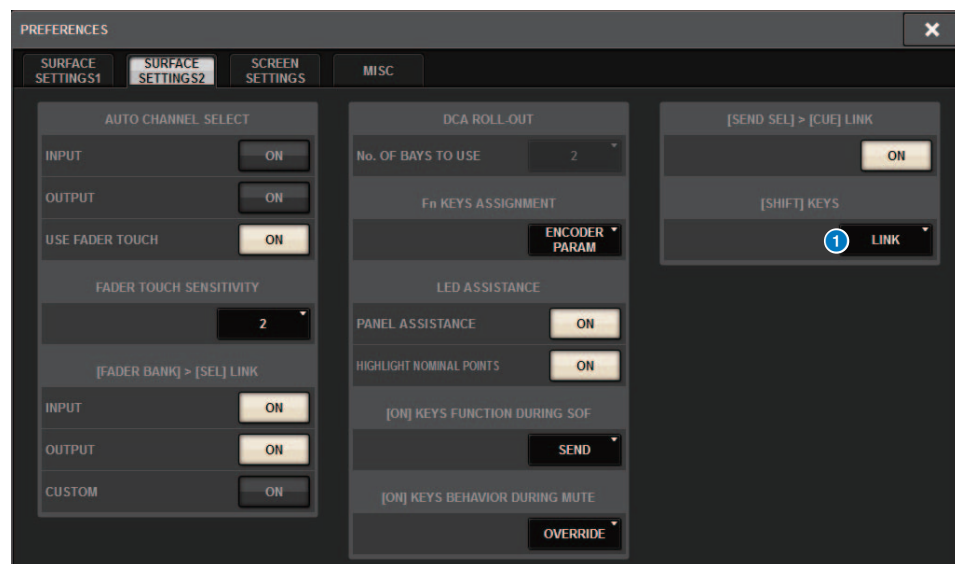 PREFERENCES
×
SURFACE
SETTINGS1
SURFACE
SETTINGS2
SCREEN
SETTINGS
MISC
AUTO CHANNEL SELECT
INPUT
ON
OUTPUT
ON
USE FADER TOUCH
ON
FADER TOUCH SENSITIVITY
2
[FADER BANK] > [SEL] LINK
INPUT
ON
OUTPUT
ON
CUSTOM
ON
DCA ROLL-OUT
No. OF BAYS TO USE
2
Fn KEYS ASSIGNMENT
ENCODER
PARAM
LED ASSISTANCE
PANEL ASSISTANCE
ON
HIGHLIGHT NOMINAL POINTS
ON
[ON] KEYS FUNCTION DURING SOF
SEND
[ON] KEYS BEHAVIOR DURING MUTE
OVERRIDE
[SEND SEL] > [CUE] LINK
ON
[SHIFT] KEYS
1
LINK